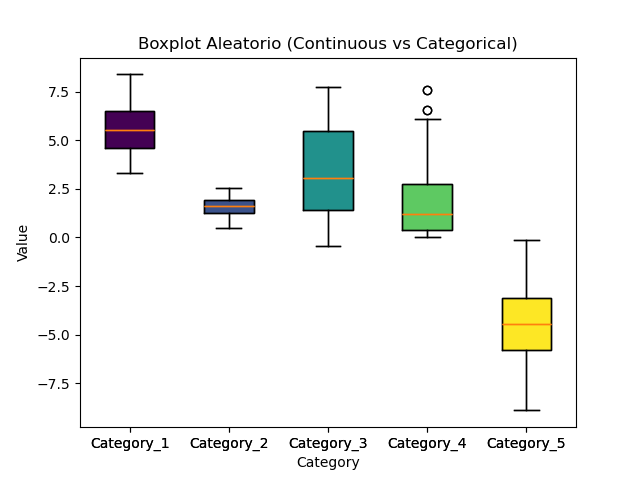 Boxplot Aleatorio (Continuous vs Categorical)
7.5
5.0
2.5
0.0
−2.5
−5.0
−7.5
Value
Category_1 Category_2 Category_3 Category_4 Category_5
Category